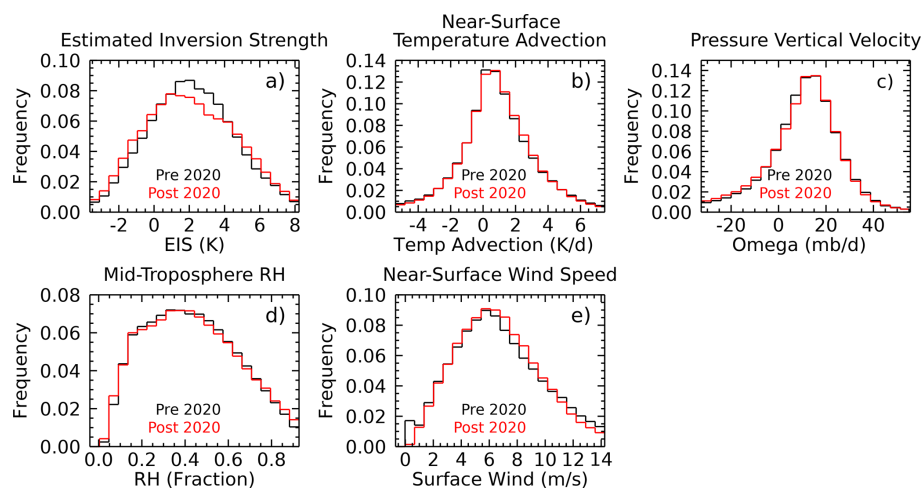 Estimated Inversion Strength
0.10
0.08
0.06
0.04
0.02
0.00
Frequency
a)
Pre 2020
Post 2020
-2 0 2 4 6 8
EIS (K)
Near-Surface
Temperature Advection
0.14
0.12
0.10
0.08
0.06
0.04
0.02
0.00
Frequency
b)
Pre 2020
Post 2020
-4 -2 0 2 4 6
Temp Advection (K/d)
Pressure Vertical Velocity
0.14
0.12
0.10
0.08
0.06
0.04
0.02
0.00
Frequency
c)
Pre 2020
Post 2020
-20 0 20 40
Omega (mb/d)
Mid-Troposphere RH
0.08
0.06
0.04
0.02
0.00
Frequency
d)
Pre 2020
Post 2020
0.0 0.2 0.4 0.6 0.8
RH (Fraction)
Near-Surface Wind Speed
0.10
0.08
0.06
0.04
0.02
0.00
Frequency
e)
Pre 2020
Post 2020
0 2 4 6 8 10 12 14
Surface Wind (m/s)